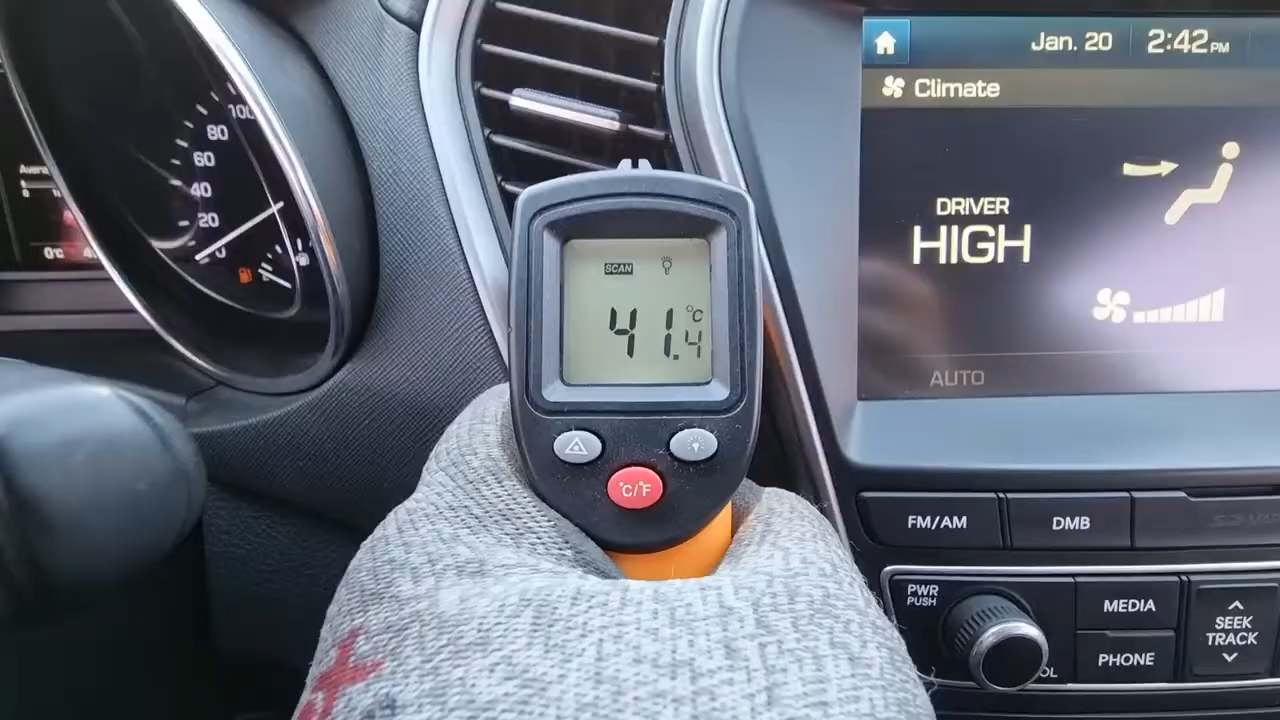 Jan. 20 2:42PM
Climate
DRIVER
HIGH
AUTO
100
80
60
40
20
0
0°C
SCAN
°C
41.4
°C/°F
FM/AM
DMB
PWR
PUSH
MEDIA
PHONE
SEEK
TRACK